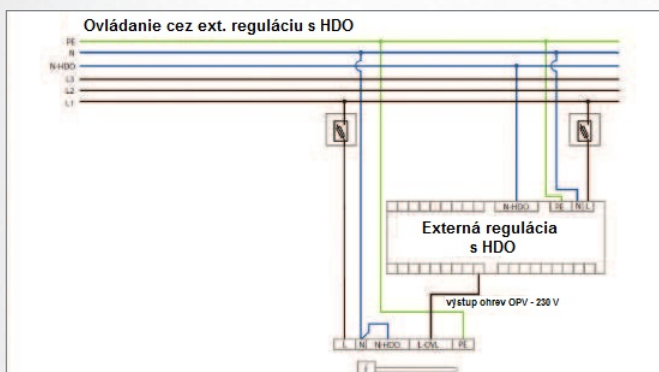 Ovládanie cez ext. reguláciu s HDO
PE
N
N-HDO
L3
L2
L1
N-HDO
PE
N
L
Externá regulácia
s HDO
výstup ohrev OPV - 230 V
L
N
N-HDO
L-OVL
PE